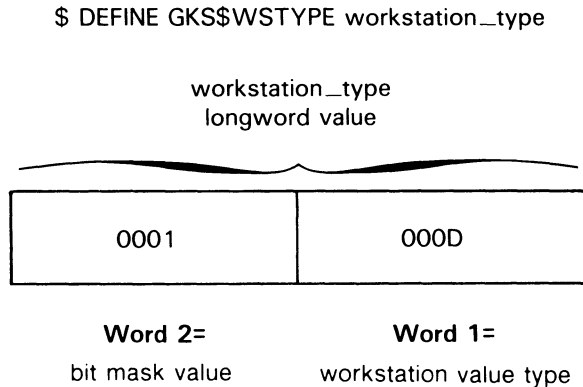 $ DEFINE GKS$WSTYPE workstation_type
workstation_type
longword value
0001 000D
Word 2= Word 1=
bit mask value workstation value type